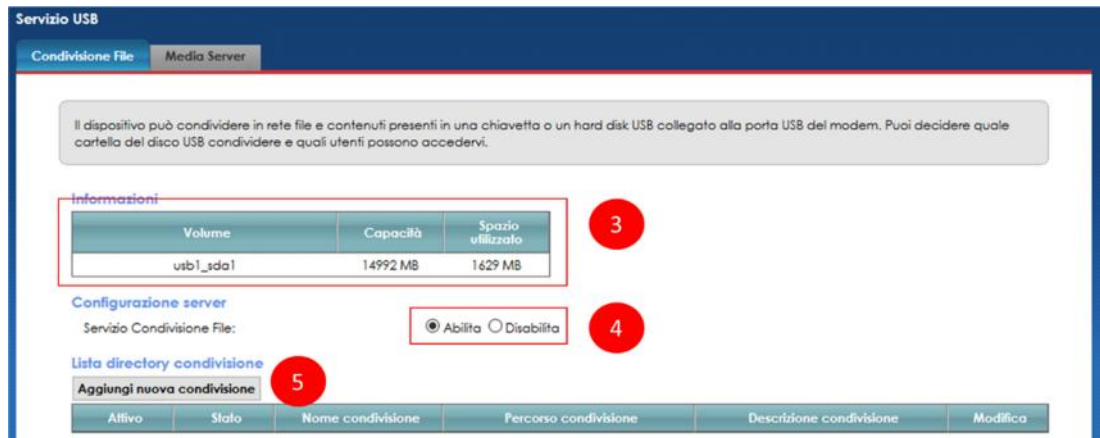 Servizio USB
Condivisione File Media Server
Il dispositivo può condividere in rete file e contenuti presenti in una chiavetta o un hard disk USB collegato alla porta USB del modem. Puoi decidere quale
cartella del disco USB condividere e quali utenti possono accedervi.
Informazioni
Volume Capacità Spazio
utilizzato
usb1_sda1 14992 MB 1629 MB
3
Configurazione server
Servizio Condivisione File: Abilita Disabilita
4
Lista directory condivisione
Aggiungi nuova condivisione
5
Attivo Stato Nome condivisione Percorso condivisione Descrizione condivisione Modifica